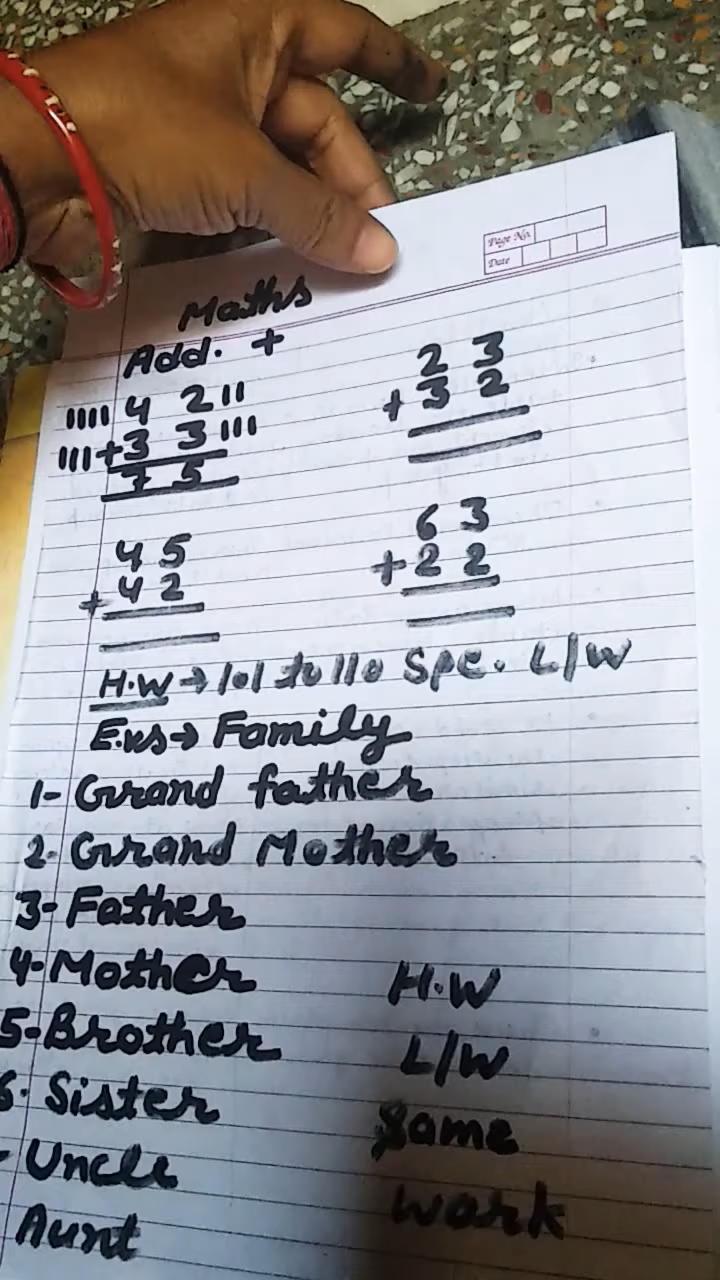 Page No.
Date
Maths
Add. +
|||| 4 2 ||
||| + 3 3 |||
7 5
2 3
+ 3 2
4 5
+ 4 2
6 3
+ 2 2
H.W → 101 to 110 Spe. L/W
E.vs → Family
1- Grand father
2- Grand Mother
3- Father
4- Mother
5- Brother
6- Sister
- Uncle
Aunt
H.W
L/W
Same
Work